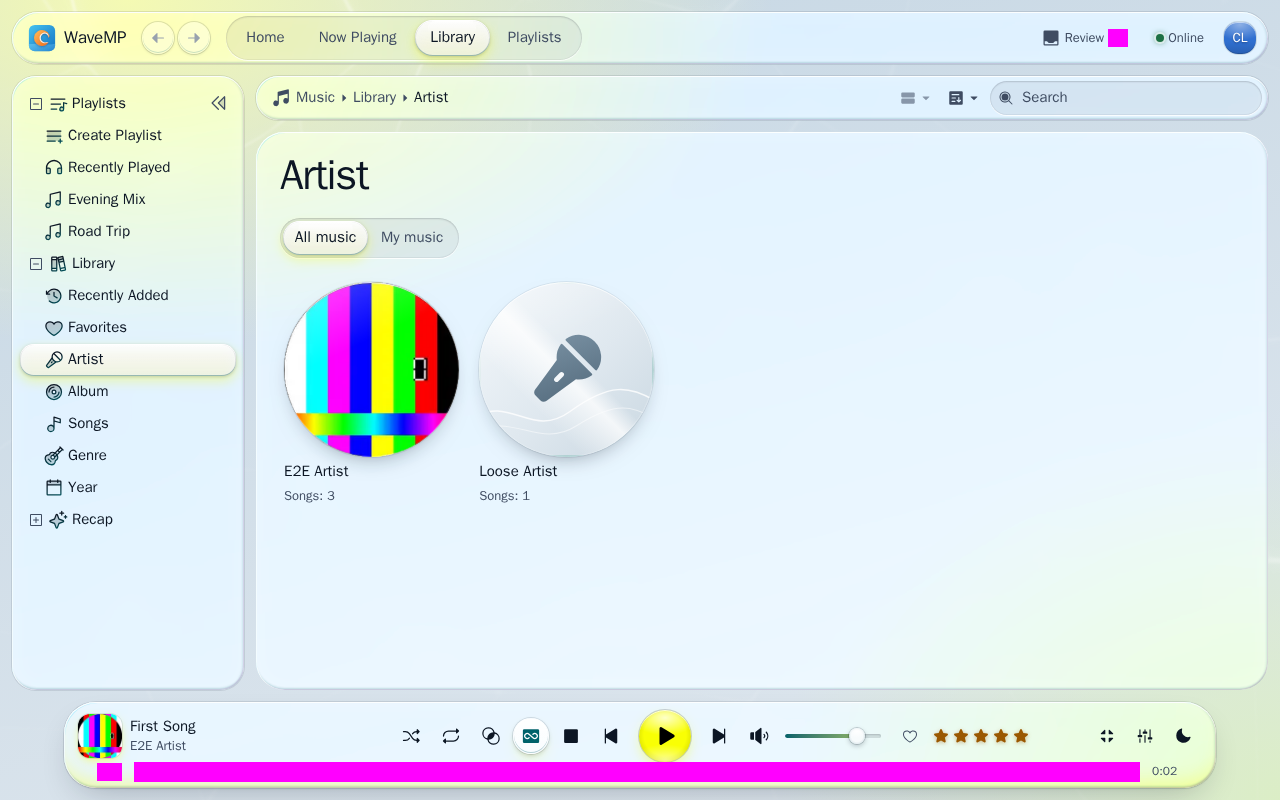 WaveMP
Home
Now Playing
Library
Playlists
Review
Online
CL
Playlists
Create Playlist
Recently Played
Evening Mix
Road Trip
Library
Recently Added
Favorites
Artist
Album
Songs
Genre
Year
Recap
Music
Library
Artist
Search
Artist
All music
My music
E2E Artist
Songs: 3
Loose Artist
Songs: 1
First Song
E2E Artist
0:02